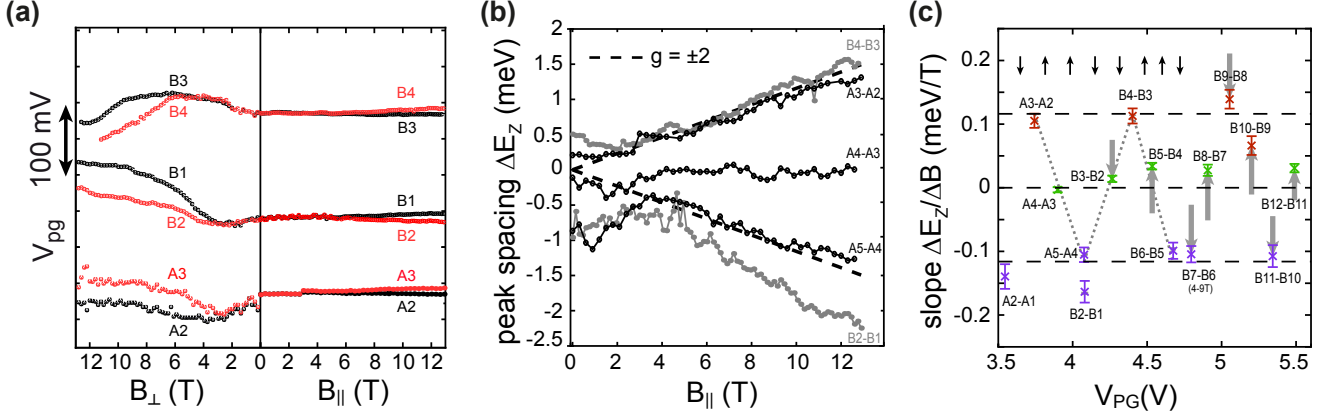 (a)
100 mV
V_pg
B3
B4
B1
B2
A3
A2
B4
B3
B1
B2
A3
A2
12 10 8 6 4 2 0 2 4 6 8 10 12
B⊥ (T)
B|| (T)
(b)
peak spacing ΔE_Z (meV)
2
1.5
1
0.5
0
-0.5
-1
-1.5
-2
-2.5
g = ±2
B4-B3
A3-A2
A4-A3
A5-A4
B2-B1
0 2 4 6 8 10 12
B|| (T)
(c)
slope ΔE_Z/ΔB (meV/T)
0.2
0.1
0
-0.1
-0.2
B9-B8
A3-A2
B4-B3
B10-B9
B3-B2
B5-B4
B8-B7
A4-A3
B12-B11
A5-A4
B6-B5
B7-B6
(4-9T)
B11-B10
A2-A1
B2-B1
3.5 4 4.5 5 5.5
V_PG(V)